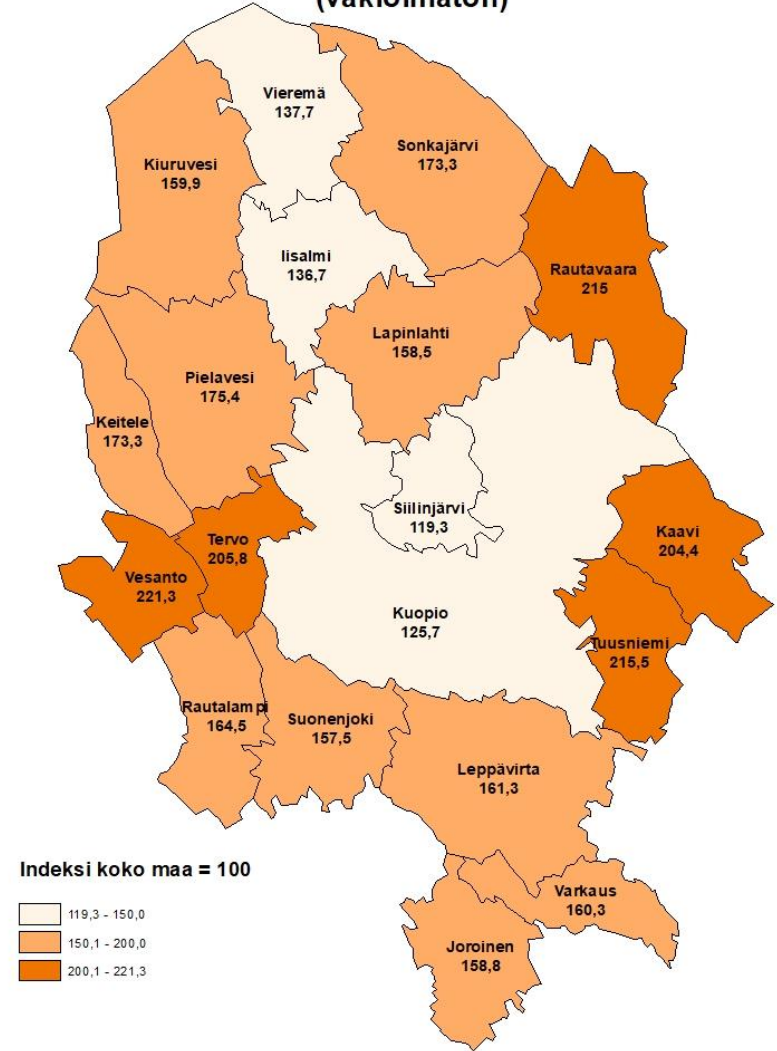 (vakioimaton)
Vieremä
137,7
Sonkajärvi
173,3
Kiuruvesi
159,9
Iisalmi
136,7
Rautavaara
215
Lapinlahti
158,5
Pielavesi
175,4
Keitele
173,3
Siilinjärvi
119,3
Kaavi
204,4
Tervo
205,8
Vesanto
221,3
Kuopio
125,7
Tuusniemi
215,5
Rautalampi
164,5
Suonenjoki
157,5
Leppävirta
161,3
Varkaus
160,3
Joroinen
158,8
Indeksi koko maa = 100
119,3 - 150,0
150,1 - 200,0
200,1 - 221,3